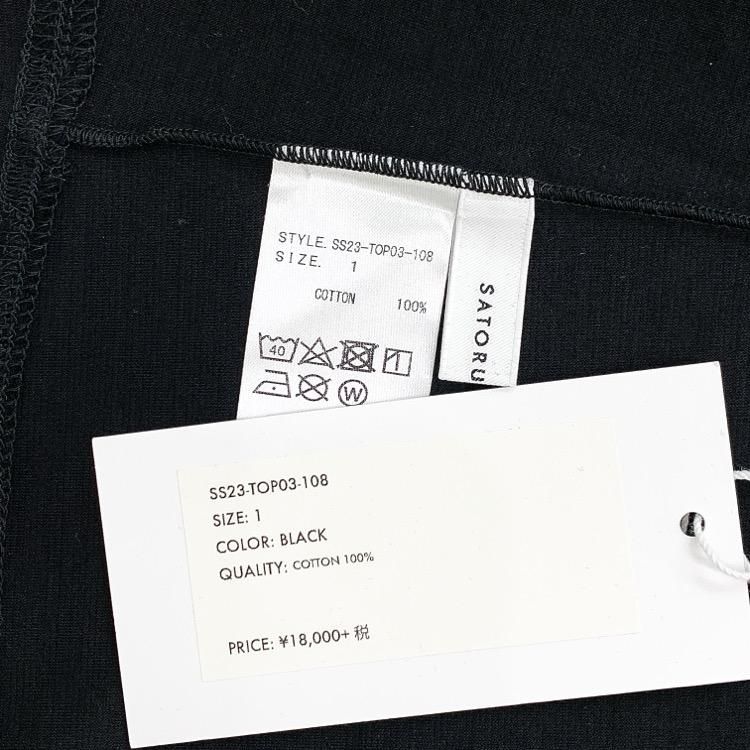 STYLE. SS23-TOP03-108
SIZE. 1
COTTON 100%
40
W
SATORU
SS23-TOP03-108
SIZE: 1
COLOR: BLACK
QUALITY: COTTON 100%
PRICE: ¥18,000+ 税